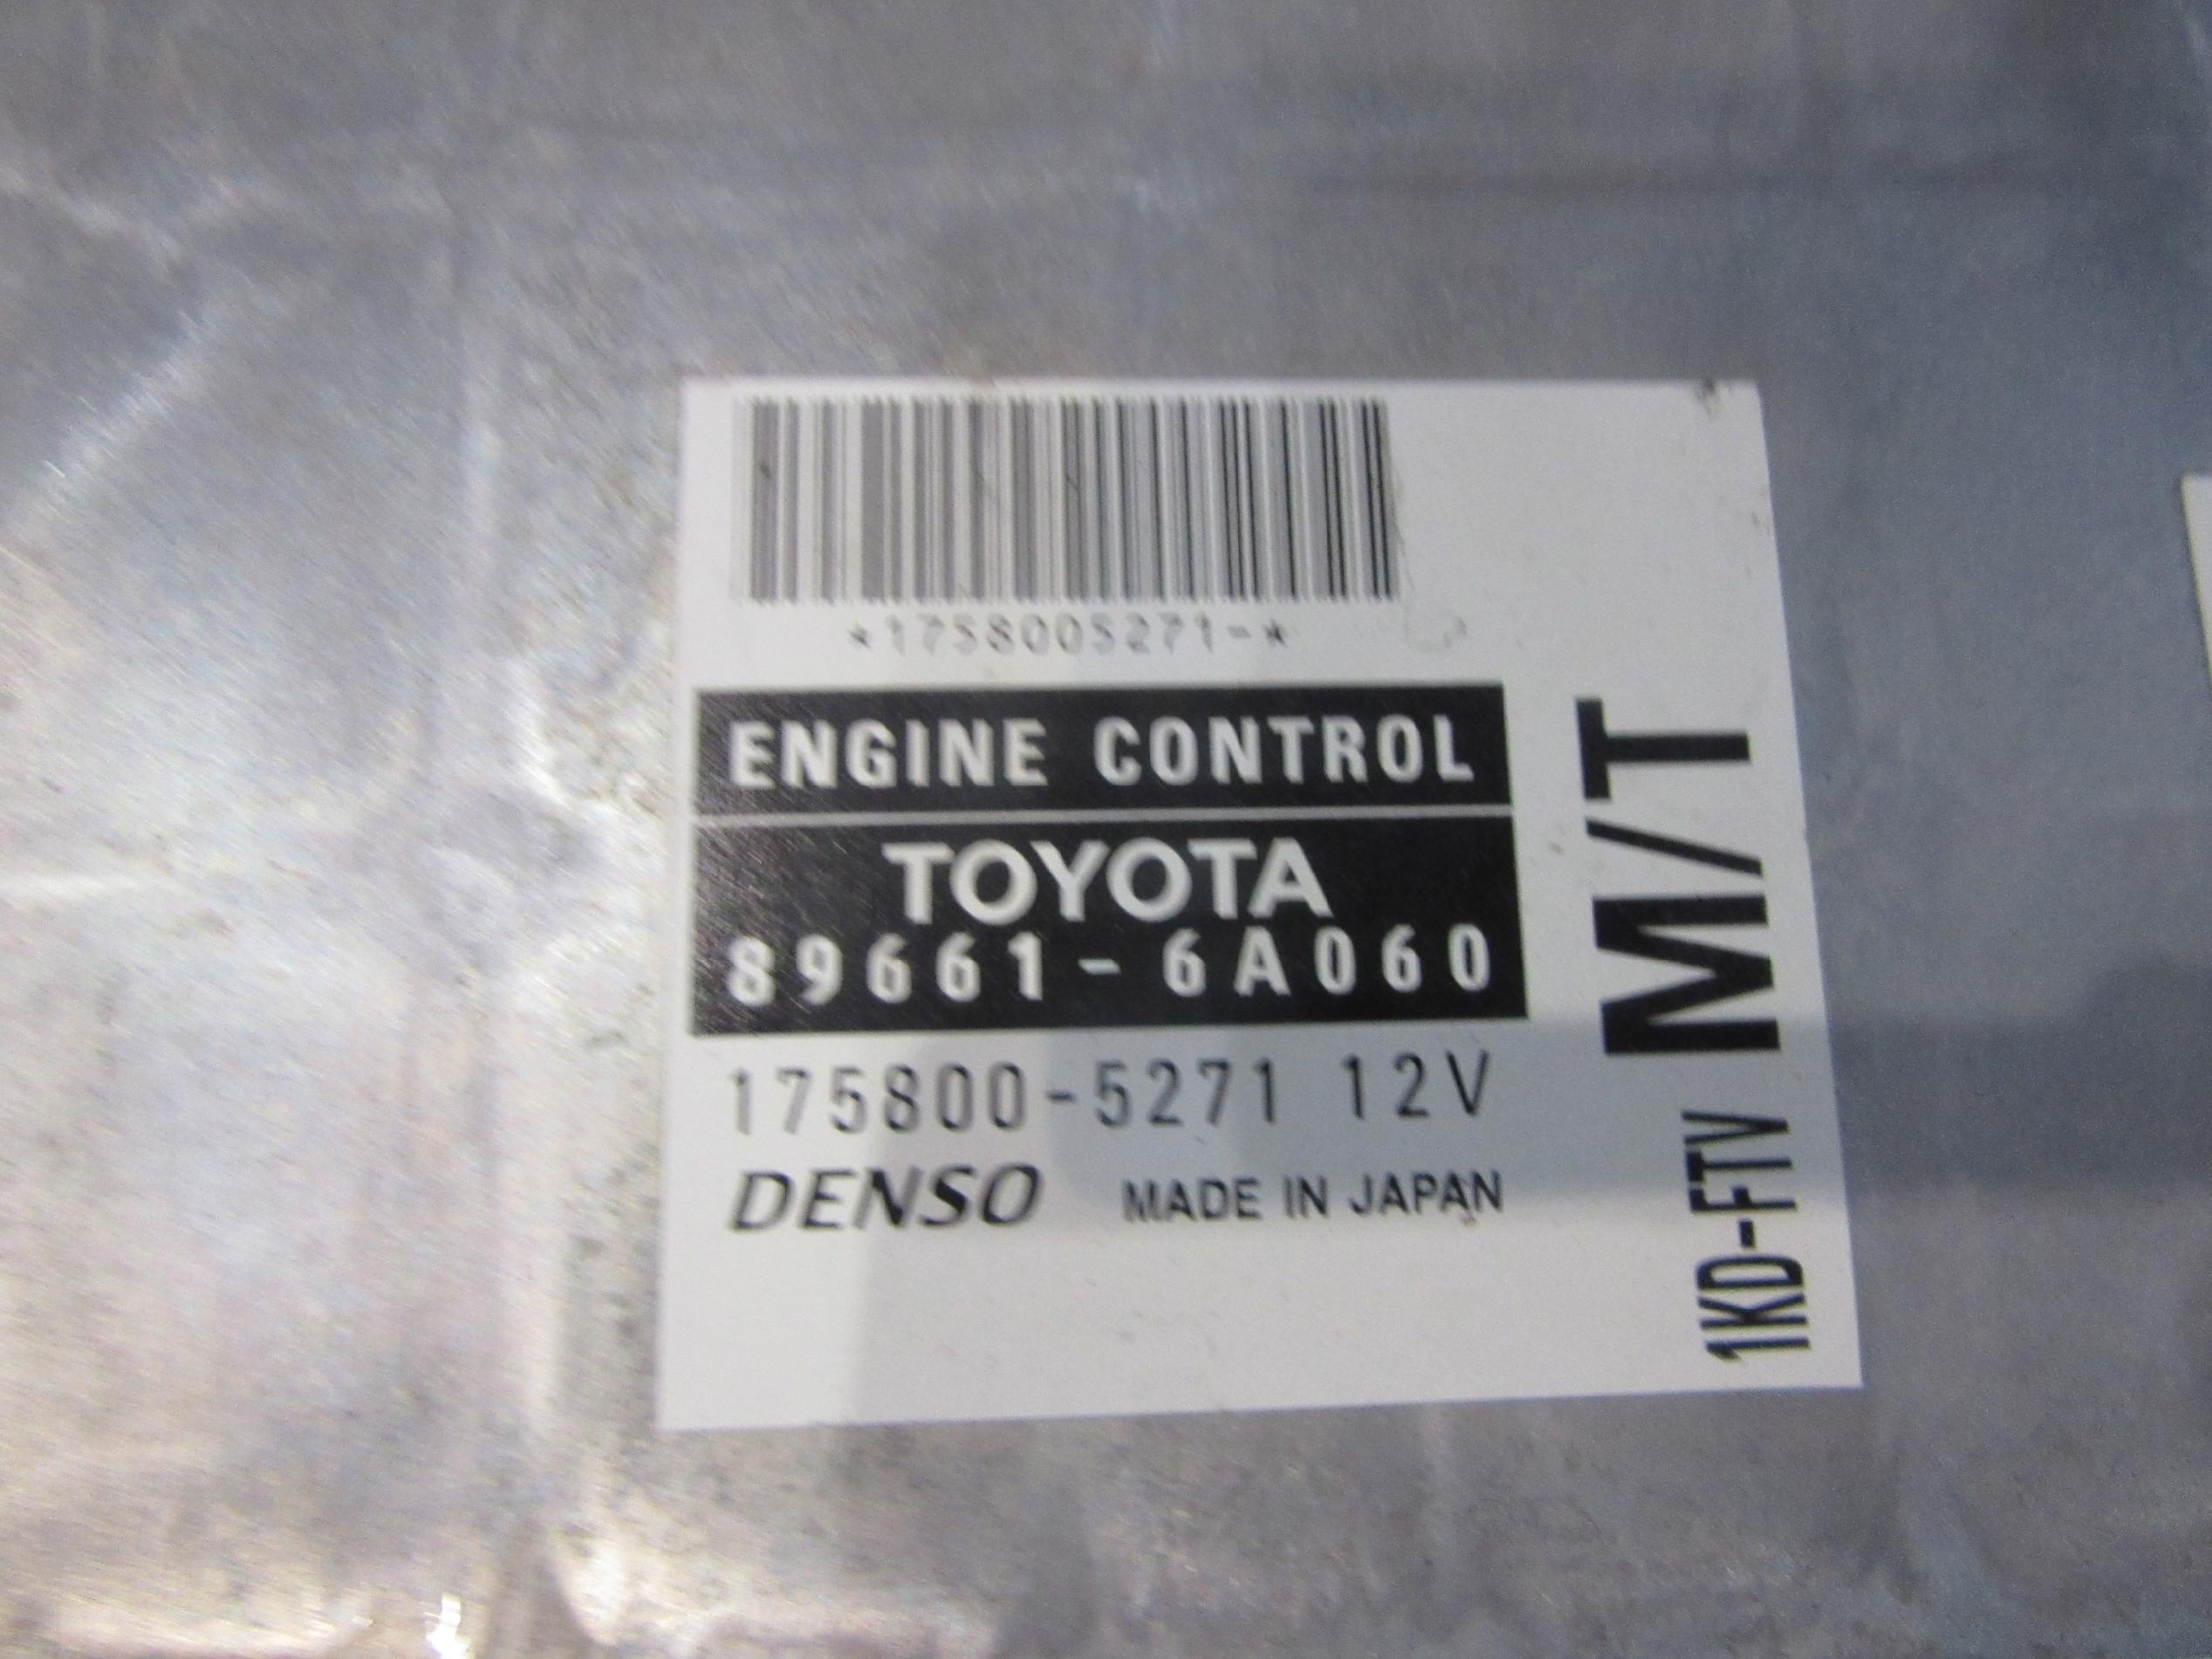 *1758005271-*
ENGINE CONTROL
TOYOTA
89661-6A060
175800-5271 12V
DENSO MADE IN JAPAN
1KD-FTV M/T